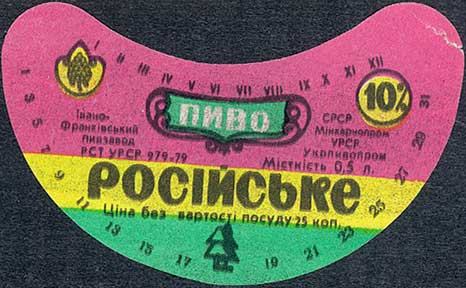 I II III IV V VI VII VIII IX X XI XII
10%
ПИВО
Івано-
Франківський
пивзавод
РСТ УРСР 979-79
СРСР
Мінхарчопром
УРСР
Укрпивопром
Місткість 0,5 л.
РОСІЙСЬКЕ
Ціна без вартості посуду 25 коп.
1 3 5 7 9 11 13 15 17 19 21 23 25 27 29 31